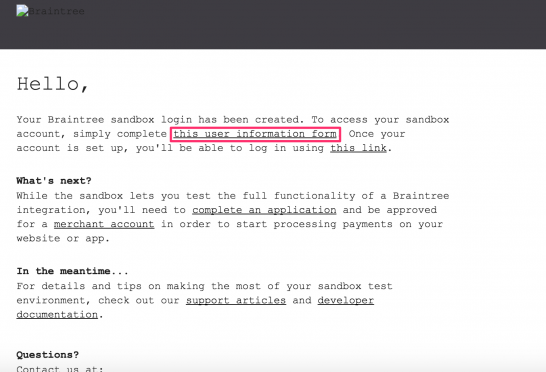 Braintree
Hello,
Your Braintree sandbox login has been created. To access your sandbox
account, simply complete this user information form. Once your
account is set up, you'll be able to log in using this link.
What's next?
While the sandbox lets you test the full functionality of a Braintree
integration, you'll need to complete an application and be approved
for a merchant account in order to start processing payments on your
website or app.
In the meantime...
For details and tips on making the most of your sandbox test
environment, check out our support articles and developer
documentation.
Questions?
Contact us at: